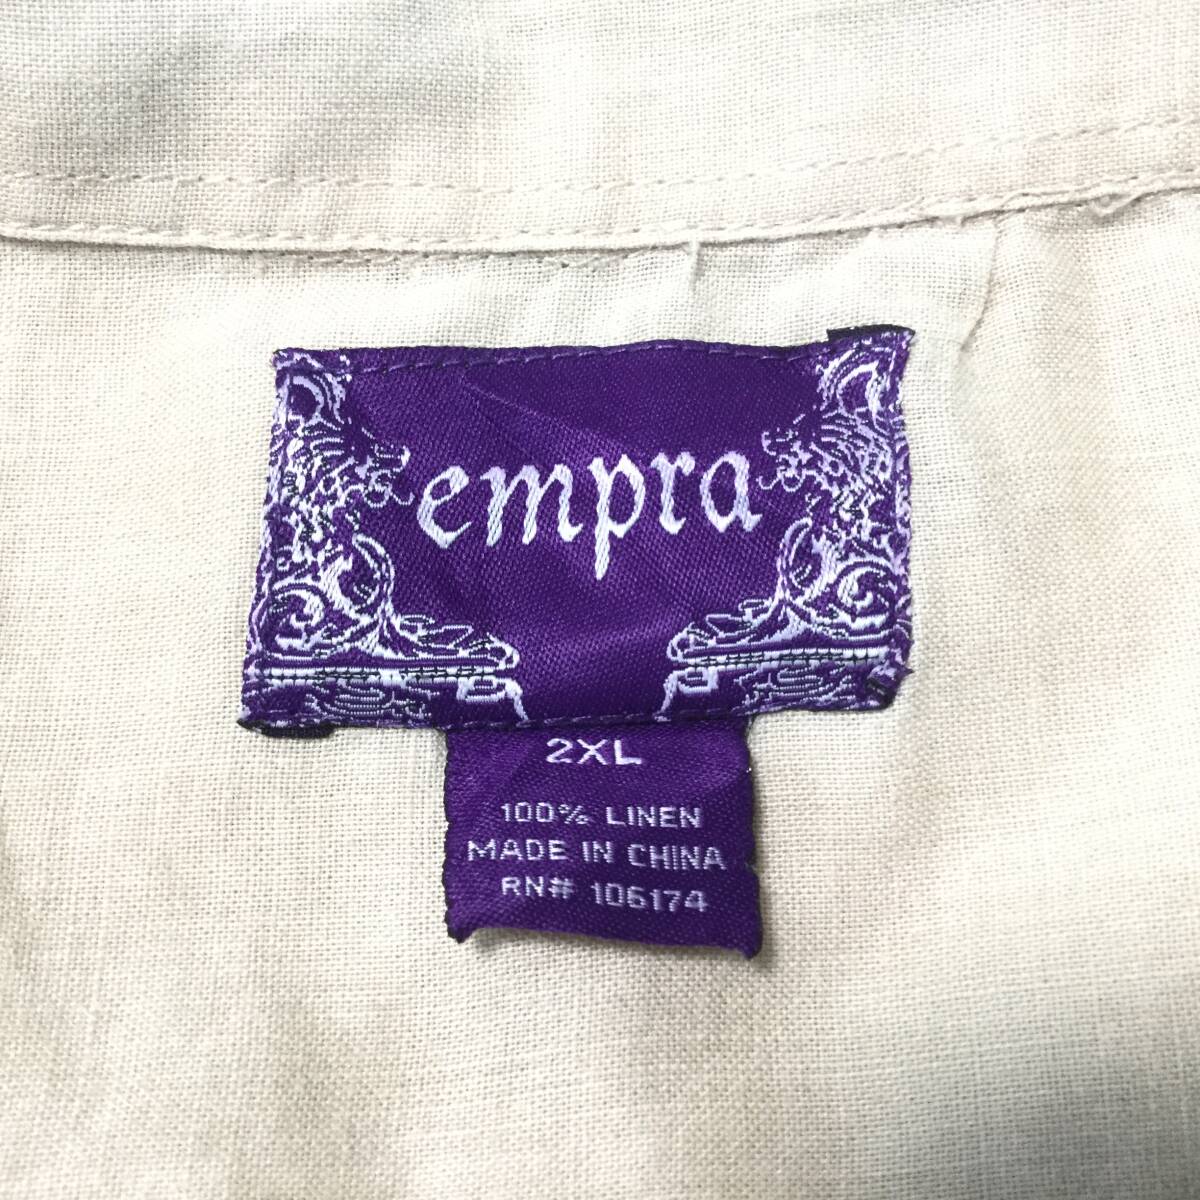 empra
2XL
100% LINEN
MADE IN CHINA
RN# 106174